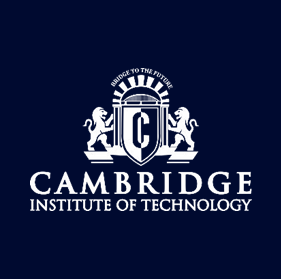 BRIDGE TO THE FUTURE
C
CAMBRIDGE
INSTITUTE OF TECHNOLOGY